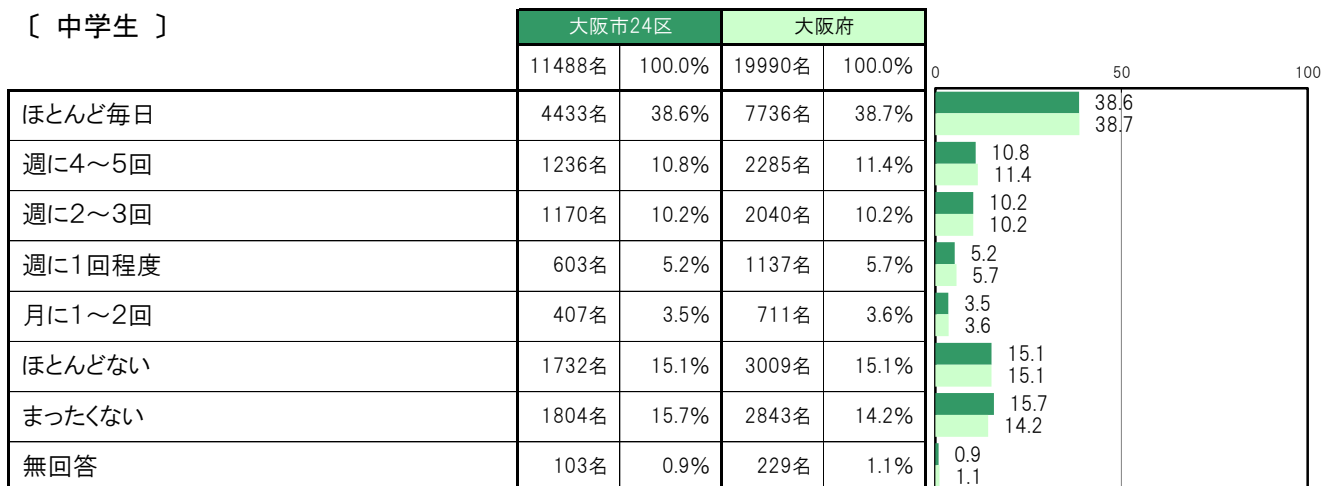 〔 中学生 〕
大阪市24区 大阪府
11488名 100.0% 19990名 100.0%
0 50 100
ほとんど毎日 4433名 38.6% 7736名 38.7% 38.6
38.7
週に4～5回 1236名 10.8% 2285名 11.4% 10.8
11.4
週に2～3回 1170名 10.2% 2040名 10.2% 10.2
10.2
週に1回程度 603名 5.2% 1137名 5.7% 5.2
5.7
月に1～2回 407名 3.5% 711名 3.6% 3.5
3.6
ほとんどない 1732名 15.1% 3009名 15.1% 15.1
15.1
まったくない 1804名 15.7% 2843名 14.2% 15.7
14.2
無回答 103名 0.9% 229名 1.1% 0.9
1.1